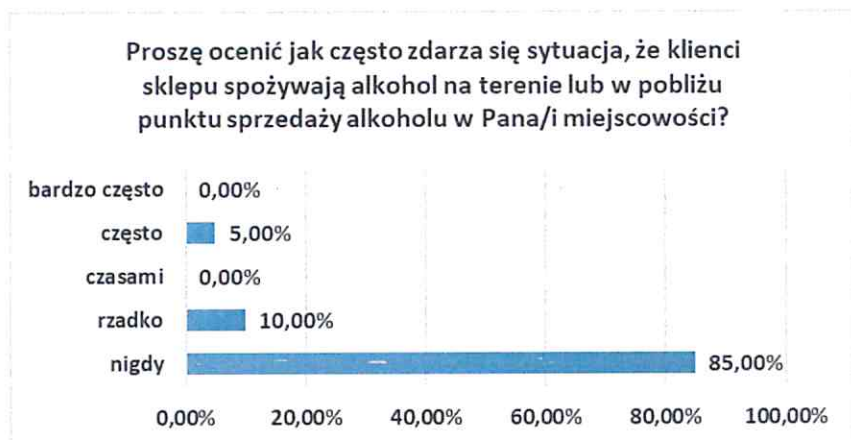 Proszę ocenić jak często zdarza się sytuacja, że klienci
sklepu spożywają alkohol na terenie lub w pobliżu
punktu sprzedaży alkoholu w Pana/i miejscowości?
bardzo często 0,00%
często 5,00%
czasami 0,00%
rzadko 10,00%
nigdy 85,00%
0,00% 20,00% 40,00% 60,00% 80,00% 100,00%